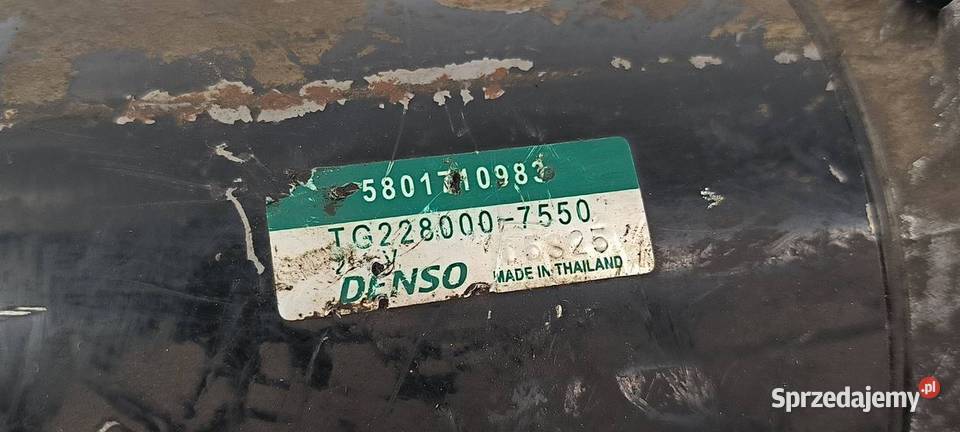 5801710983
TG228000-7550
DENSO
MADE IN THAILAND
Sprzedajemy.pl